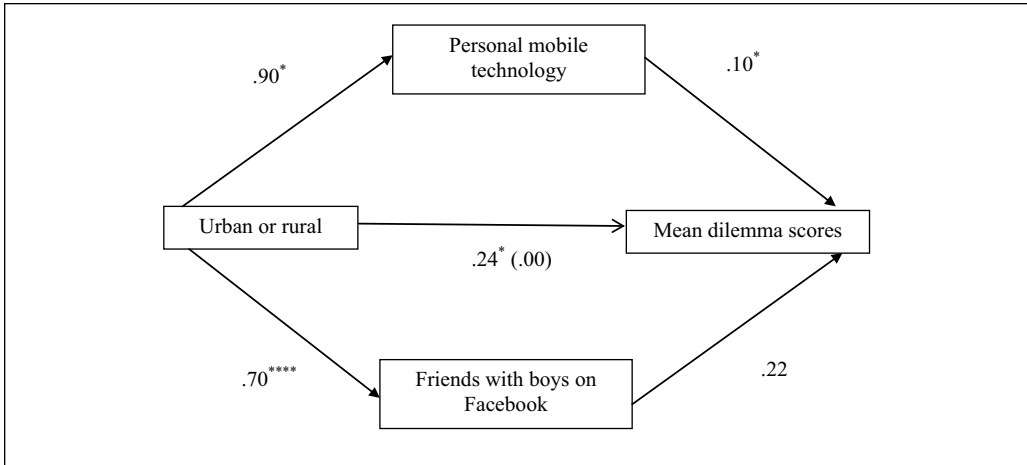 Personal mobile
technology
.90*
.10*
Urban or rural
Mean dilemma scores
.24* (.00)
.70****
Friends with boys on
Facebook
.22